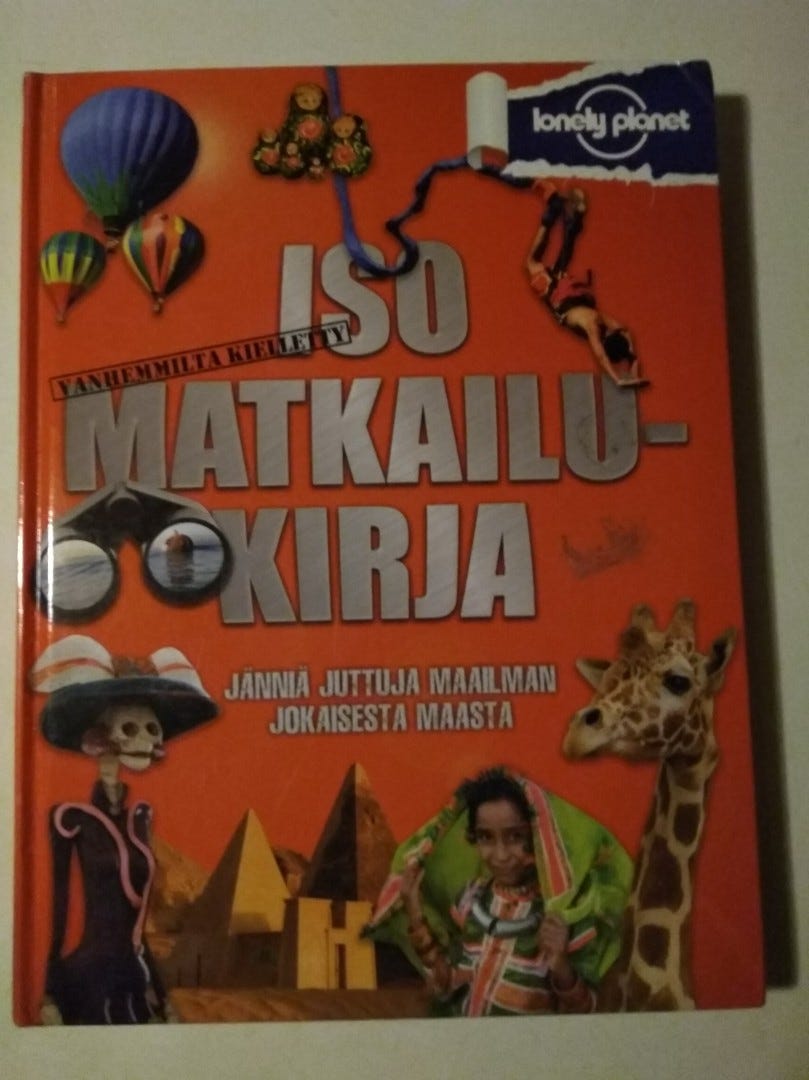 lonely planet
ISO
VANHEMMILTA KIELLETTY
MATKAILU-
KIRJA
JÄNNIÄ JUTTUJA MAAILMAN
JOKAISESTA MAASTA